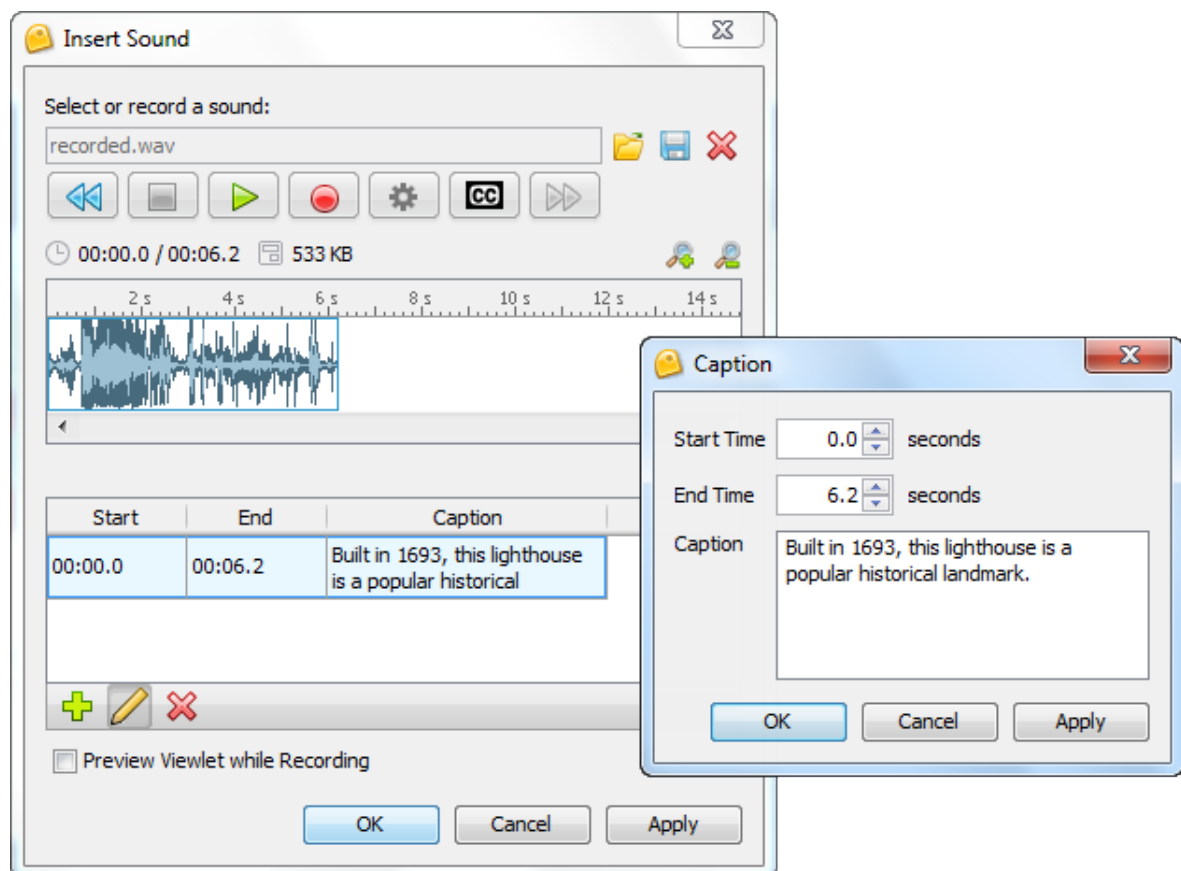 Insert Sound
Select or record a sound:
recorded.wav
CC
00:00.0 / 00:06.2 533 KB
2 s 4 s 6 s 8 s 10 s 12 s 14 s
Start End Caption
00:00.0 00:06.2 Built in 1693, this lighthouse
is a popular historical
Preview Viewlet while Recording
OK Cancel Apply
Caption
Start Time 0.0 seconds
End Time 6.2 seconds
Caption Built in 1693, this lighthouse is a
popular historical landmark.
OK Cancel Apply